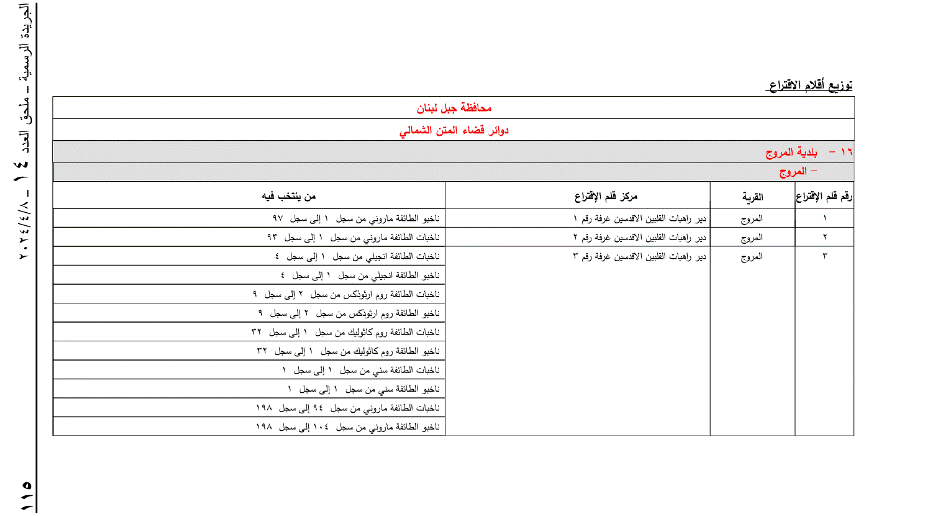 الجريدة الرسمية – ملحق العدد ١٤ – ٢٠٢٤/٤/٨
توزيع أقلام الاقتراع
محافظة جبل لبنان
دوائر قضاء المتن الشمالي
١٦ - بلدية المروج
- المروج
رقم قلم الإقتراع القرية مركز قلم الإقتراع من ينتخب فيه
١ المروج دير راهبات القلبين الاقدسين غرفة رقم ١ ناخبو الطائفة ماروني من سجل ١ إلى سجل ٩٧
٢ المروج دير راهبات القلبين الاقدسين غرفة رقم ٢ ناخبات الطائفة ماروني من سجل ١ إلى سجل ٩٣
٣ المروج دير راهبات القلبين الاقدسين غرفة رقم ٣ ناخبات الطائفة انجيلي من سجل ١ إلى سجل ٤
ناخبو الطائفة انجيلي من سجل ١ إلى سجل ٤
ناخبات الطائفة روم ارثوذكس من سجل ٢ إلى سجل ٩
ناخبو الطائفة روم ارثوذكس من سجل ٢ إلى سجل ٩
ناخبات الطائفة روم كاثوليك من سجل ١ إلى سجل ٣٢
ناخبو الطائفة روم كاثوليك من سجل ١ إلى سجل ٣٢
ناخبات الطائفة سني من سجل ١ إلى سجل ١
ناخبو الطائفة سني من سجل ١ إلى سجل ١
ناخبات الطائفة ماروني من سجل ٩٤ إلى سجل ١٩٨
ناخبو الطائفة ماروني من سجل ١٠٤ إلى سجل ١٩٨
١١٥